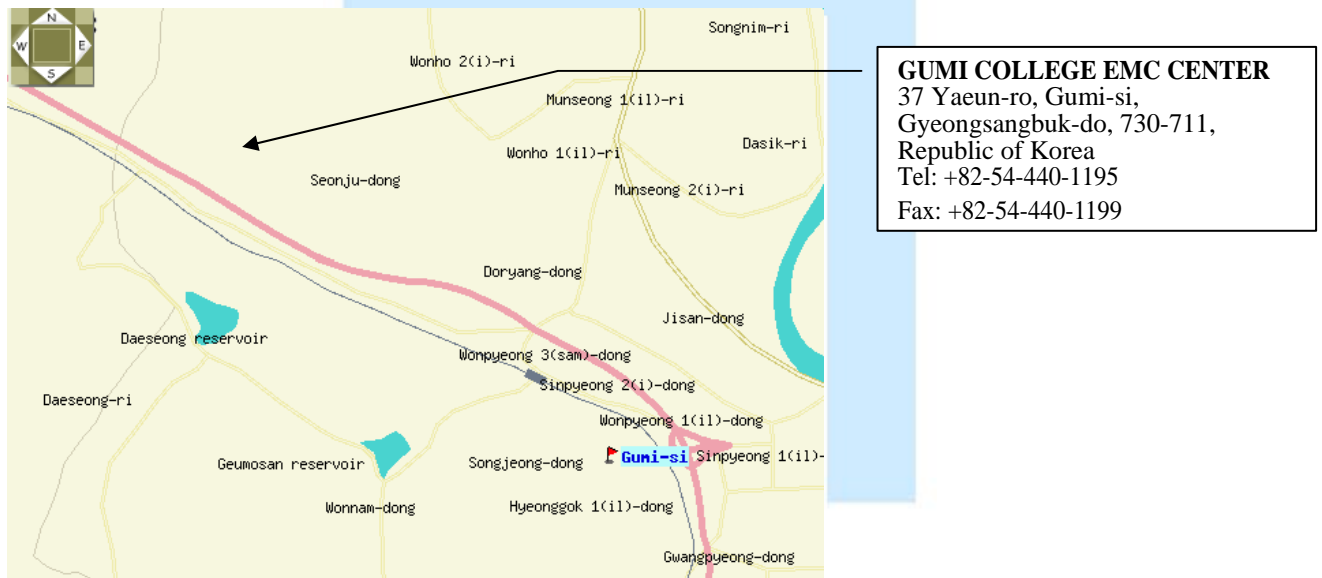 N
W
E
S
Songnim-ri
Wonho 2(i)-ri
Munseong 1(il)-ri
Dasik-ri
Wonho 1(il)-ri
Seonju-dong
Munseong 2(i)-ri
Doryang-dong
Jisan-dong
Daeseong reservoir
Wonpyeong 3(sam)-dong
Sinpyeong 2(i)-dong
Daeseong-ri
Wonpyeong 1(il)-dong
Gumi-si
Sinpyeong 1(il)-
Geumosan reservoir
Songjeong-dong
Wonnam-dong
Hyeonggok 1(il)-dong
Gwangpyeong-dong
GUMI COLLEGE EMC CENTER
37 Yaeun-ro, Gumi-si,
Gyeongsangbuk-do, 730-711,
Republic of Korea
Tel: +82-54-440-1195
Fax: +82-54-440-1199